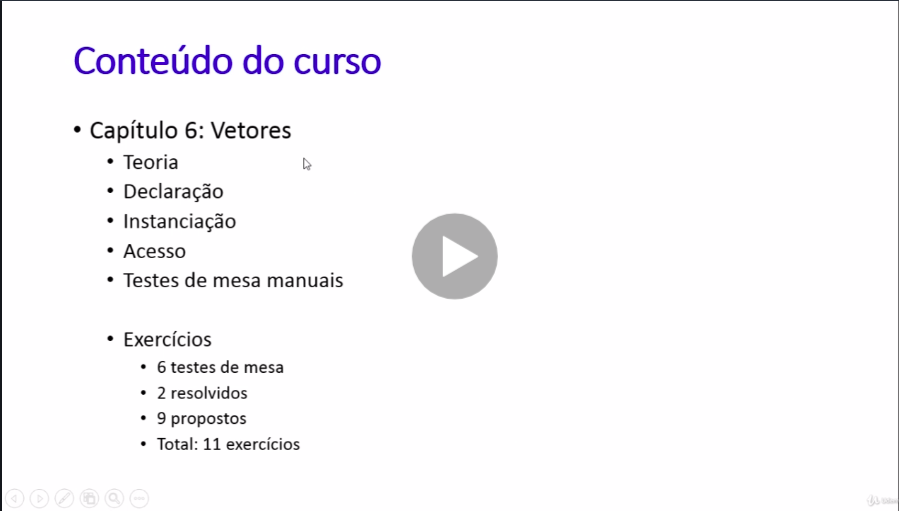 Conteúdo do curso
• Capítulo 6: Vetores
• Teoria
• Declaração
• Instanciação
• Acesso
• Testes de mesa manuais
• Exercícios
• 6 testes de mesa
• 2 resolvidos
• 9 propostos
• Total: 11 exercícios